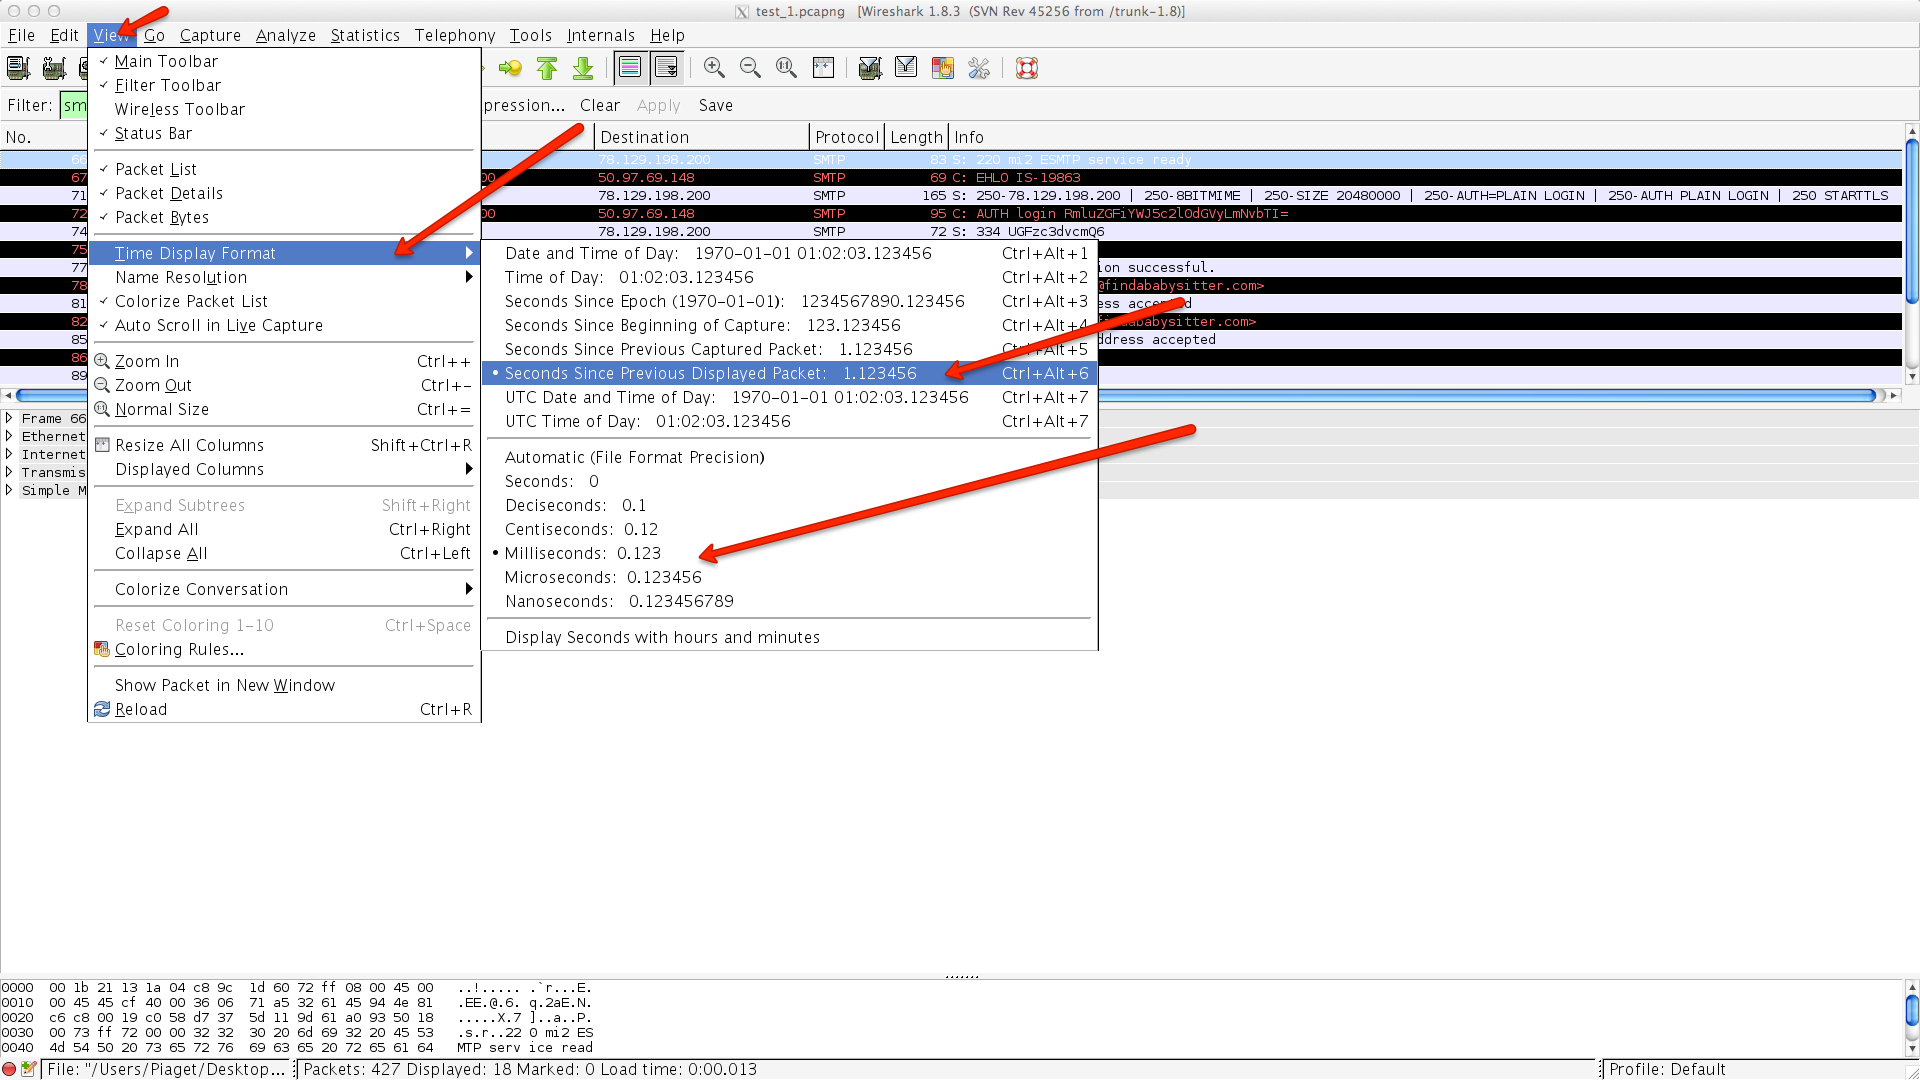 test_1.pcapng [Wireshark 1.8.3 (SVN Rev 45256 from /trunk-1.8)]
File Edit View Go Capture Analyze Statistics Telephony Tools Internals Help
Filter: sm pression... Clear Apply Save
No. Destination Protocol Length Info
66 78.129.198.200 SMTP 83 S: 220 mi2 ESMTP service ready
67 00 50.97.69.148 SMTP 69 C: EHLO IS-19863
71 78.129.198.200 SMTP 165 S: 250-78.129.198.200 | 250-8BITMIME | 250-SIZE 20480000 | 250-AUTH=PLAIN LOGIN | 250-AUTH PLAIN LOGIN | 250 STARTTLS
72 00 50.97.69.148 SMTP 95 C: AUTH login RmluZGFiYWJ5c2l0dGVyLmNvbTI=
74 78.129.198.200 SMTP 72 S: 334 UGFzc3dvcmQ6
75
77 ion successful.
78 @findababysitter.com>
81 ess accepted
82 findababysitter.com>
85 ddress accepted
86
89
Main Toolbar
Filter Toolbar
Wireless Toolbar
Status Bar
Packet List
Packet Details
Packet Bytes
Time Display Format
Name Resolution
Colorize Packet List
Auto Scroll in Live Capture
Zoom In Ctrl++
Zoom Out Ctrl+-
Normal Size Ctrl+=
Resize All Columns Shift+Ctrl+R
Displayed Columns
Expand Subtrees Shift+Right
Expand All Ctrl+Right
Collapse All Ctrl+Left
Colorize Conversation
Reset Coloring 1-10 Ctrl+Space
Coloring Rules...
Show Packet in New Window
Reload Ctrl+R
Date and Time of Day: 1970-01-01 01:02:03.123456 Ctrl+Alt+1
Time of Day: 01:02:03.123456 Ctrl+Alt+2
Seconds Since Epoch (1970-01-01): 1234567890.123456 Ctrl+Alt+3
Seconds Since Beginning of Capture: 123.123456 Ctrl+Alt+4
Seconds Since Previous Captured Packet: 1.123456 Ctrl+Alt+5
Seconds Since Previous Displayed Packet: 1.123456 Ctrl+Alt+6
UTC Date and Time of Day: 1970-01-01 01:02:03.123456 Ctrl+Alt+7
UTC Time of Day: 01:02:03.123456 Ctrl+Alt+7
Automatic (File Format Precision)
Seconds: 0
Deciseconds: 0.1
Centiseconds: 0.12
Milliseconds: 0.123
Microseconds: 0.123456
Nanoseconds: 0.123456789
Display Seconds with hours and minutes
Frame 66
Ethernet
Internet
Transmis
Simple M
0000 00 1b 21 13 1a 04 c8 9c 1d 60 72 ff 08 00 45 00 ..!..... .`r...E.
0010 00 45 45 cf 40 00 36 06 71 a5 32 61 45 94 4e 81 .EE.@.6. q.2aE.N.
0020 c6 c8 00 19 c0 58 d7 37 5d 11 9d 61 a0 93 50 18 .....X.7 ]..a..P.
0030 00 73 ff 72 00 00 32 32 30 20 6d 69 32 20 45 53 .s.r..22 0 mi2 ES
0040 4d 54 50 20 73 65 72 76 69 63 65 20 72 65 61 64 MTP serv ice read
File: "/Users/Piaget/Desktop... Packets: 427 Displayed: 18 Marked: 0 Load time: 0:00.013 Profile: Default